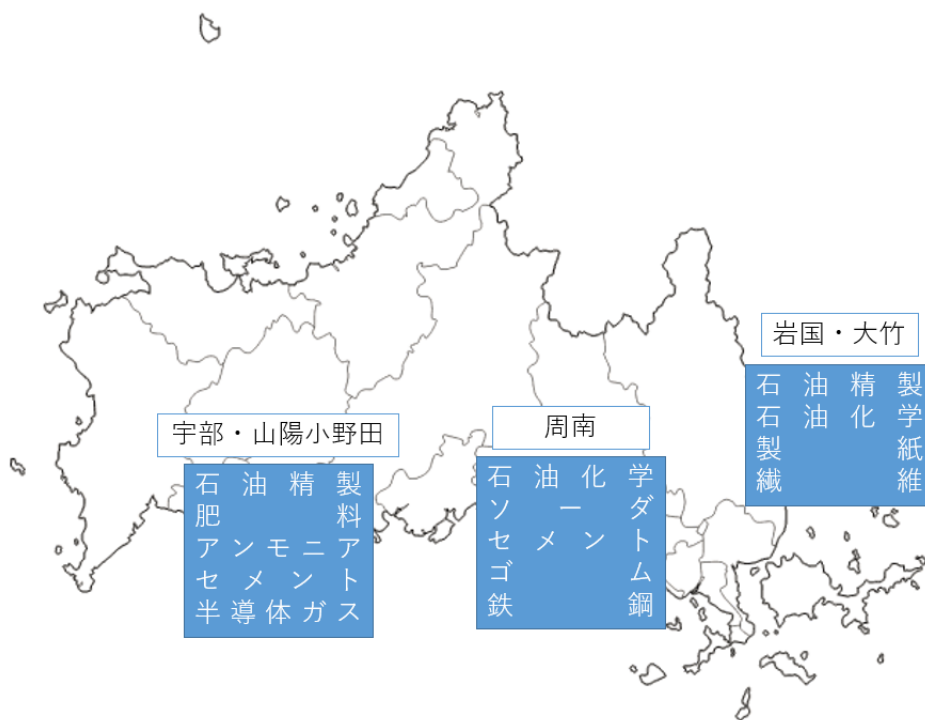 宇部・山陽小野田
石油精製
肥料
アンモニア
セメント
半導体ガス
周南
石油化学
ソーダ
セメント
ゴム
鉄鋼
岩国・大竹
石油精製
石油化学
製紙
繊維